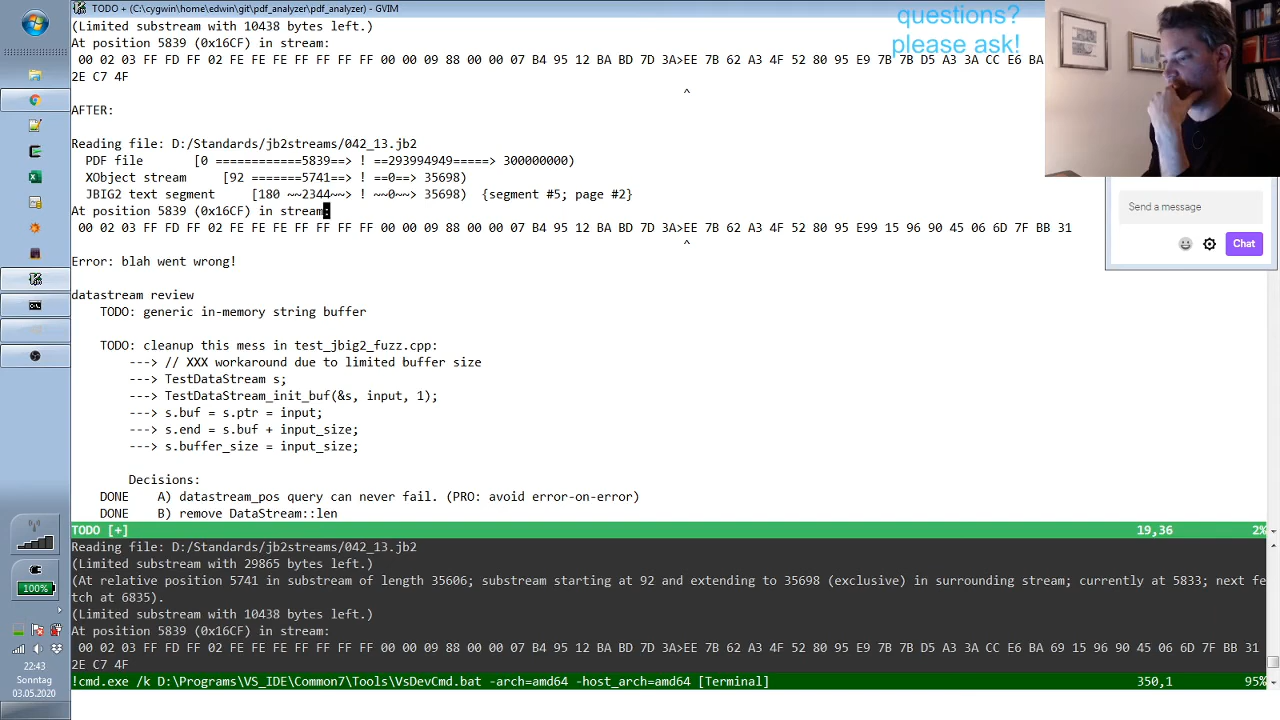 TODO + (C:\cygwin\home\edwin\git\pdf_analyzer\pdf_analyzer) - GVIM
questions?
please ask!
(Limited substream with 10438 bytes left.)
At position 5839 (0x16CF) in stream:
00 02 03 FF FD FF 02 FE FE FE FF FF FF FF 00 00 09 88 00 00 07 B4 95 12 BA BD 7D 3A>EE 7B 62 A3 4F 52 80 95 E9 7B 7B D5 A3 3A CC E6 BA
2E C7 4F
^
AFTER:
Reading file: D:/Standards/jb2streams/042_13.jb2
PDF file [0 ============5839==> ! ==293994949=====> 300000000)
XObject stream [92 =======5741==> ! ==0==> 35698)
JBIG2 text segment [180 ~~2344~~> ! ~~0~~> 35698) {segment #5; page #2}
At position 5839 (0x16CF) in stream:
00 02 03 FF FD FF 02 FE FE FE FF FF FF FF 00 00 09 88 00 00 07 B4 95 12 BA BD 7D 3A>EE 7B 62 A3 4F 52 80 95 E99 15 96 90 45 06 6D 7F BB 31
^
Error: blah went wrong!
datastream review
TODO: generic in-memory string buffer
TODO: cleanup this mess in test_jbig2_fuzz.cpp:
---> // XXX workaround due to limited buffer size
---> TestDataStream s;
---> TestDataStream_init_buf(&s, input, 1);
---> s.buf = s.ptr = input;
---> s.end = s.buf + input_size;
---> s.buffer_size = input_size;
Decisions:
DONE A) datastream_pos query can never fail. (PRO: avoid error-on-error)
DONE B) remove DataStream::len
TODO [+] 19,36 2%
Reading file: D:/Standards/jb2streams/042_13.jb2
(Limited substream with 29865 bytes left.)
(At relative position 5741 in substream of length 35606; substream starting at 92 and extending to 35698 (exclusive) in surrounding stream; currently at 5833; next fe
tch at 6835).
(Limited substream with 10438 bytes left.)
At position 5839 (0x16CF) in stream:
00 02 03 FF FD FF 02 FE FE FE FF FF FF FF 00 00 09 88 00 00 07 B4 95 12 BA BD 7D 3A>EE 7B 62 A3 4F 52 80 95 E9 7B 7B D5 A3 3A CC E6 BA 69 15 96 90 45 06 6D 7F BB 31
2E C7 4F
!cmd.exe /k D:\Programs\VS_IDE\Common7\Tools\VsDevCmd.bat -arch=amd64 -host_arch=amd64 [Terminal] 350,1 95%
Send a message
Chat
100%
22:43
Sonntag
03.05.2020